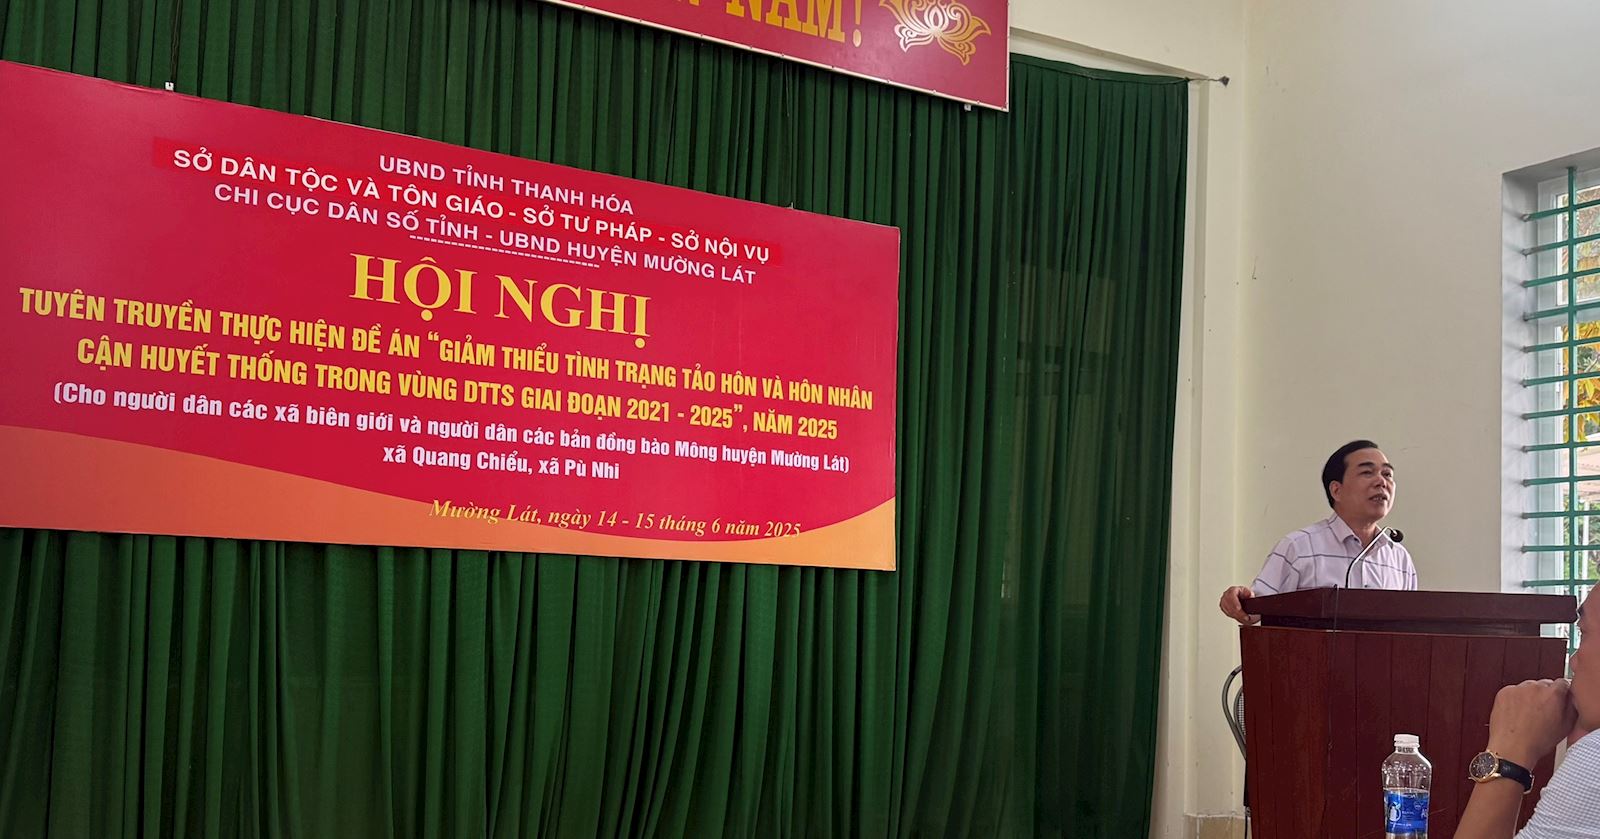 NAM!
UBND TỈNH THANH HÓA
SỞ DÂN TỘC VÀ TÔN GIÁO - SỞ TƯ PHÁP - SỞ NỘI VỤ
CHI CỤC DÂN SỐ TỈNH - UBND HUYỆN MƯỜNG LÁT
HỘI NGHỊ
TUYÊN TRUYỀN THỰC HIỆN ĐỀ ÁN “GIẢM THIỂU TÌNH TRẠNG TẢO HÔN VÀ HÔN NHÂN
CẬN HUYẾT THỐNG TRONG VÙNG DTTS GIAI ĐOẠN 2021 - 2025”, NĂM 2025
(Cho người dân các xã biên giới và người dân các bản đồng bào Mông huyện Mường Lát)
xã Quang Chiểu, xã Pù Nhi
Mường Lát, ngày 14 - 15 tháng 6 năm 2025